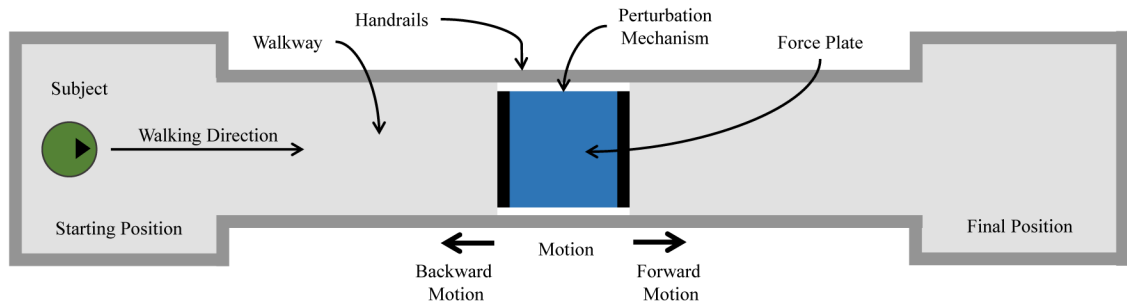 Handrails
Perturbation
Mechanism
Walkway
Force Plate
Subject
Walking Direction
Starting Position
Final Position
Motion
Backward
Motion
Forward
Motion